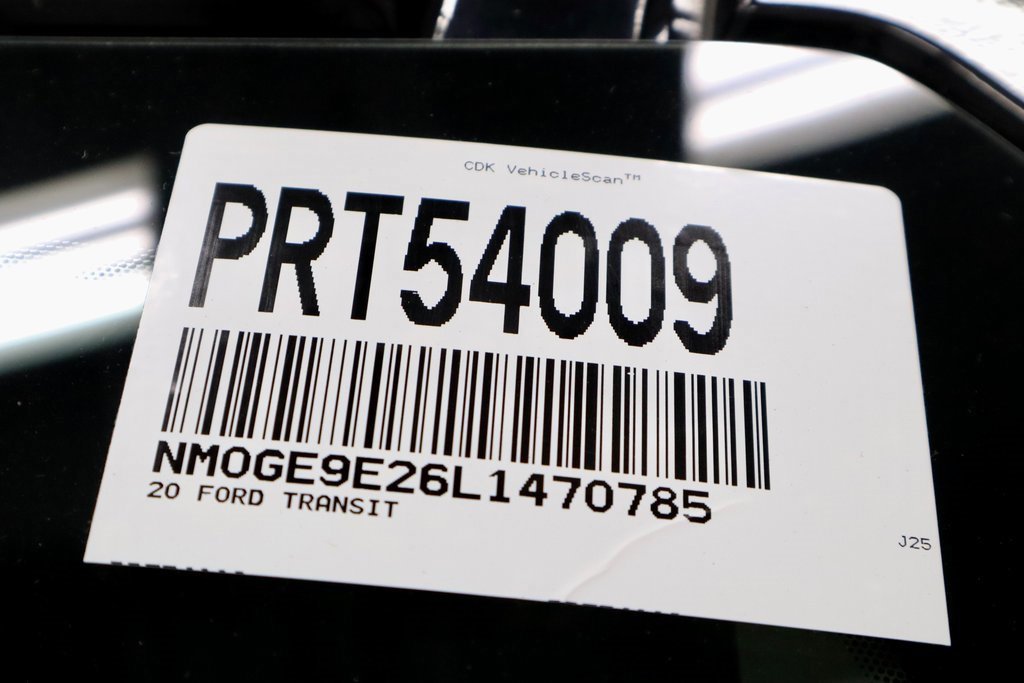 CDK VehicleScan™
PRT54009
NM0GE9E26L1470785
20 FORD TRANSIT
J25